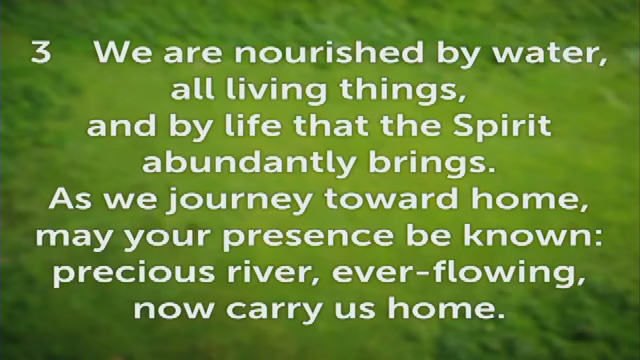 3 We are nourished by water,
all living things,
and by life that the Spirit
abundantly brings.
As we journey toward home,
may your presence be known:
precious river, ever-flowing,
now carry us home.